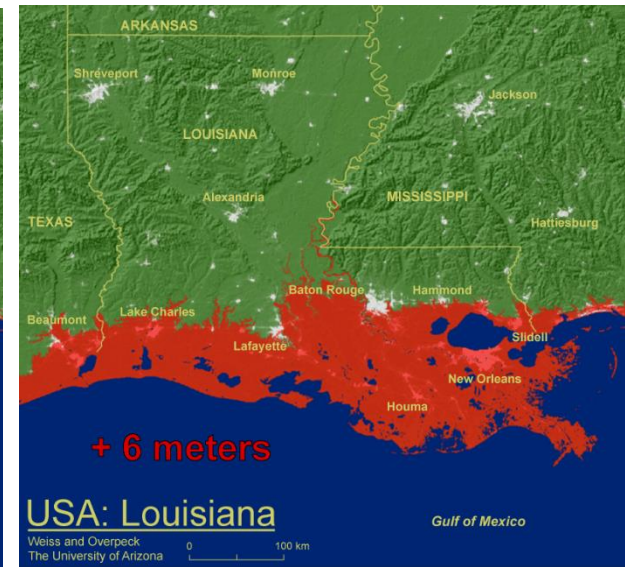 ARKANSAS
Shreveport
Monroe
Jackson
LOUISIANA
Alexandria
MISSISSIPPI
TEXAS
Hattiesburg
Baton Rouge
Hammond
Beaumont
Lake Charles
Slidell
Lafayette
New Orleans
Houma
+ 6 meters
USA: Louisiana
Gulf of Mexico
Weiss and Overpeck
The University of Arizona
0 100 km